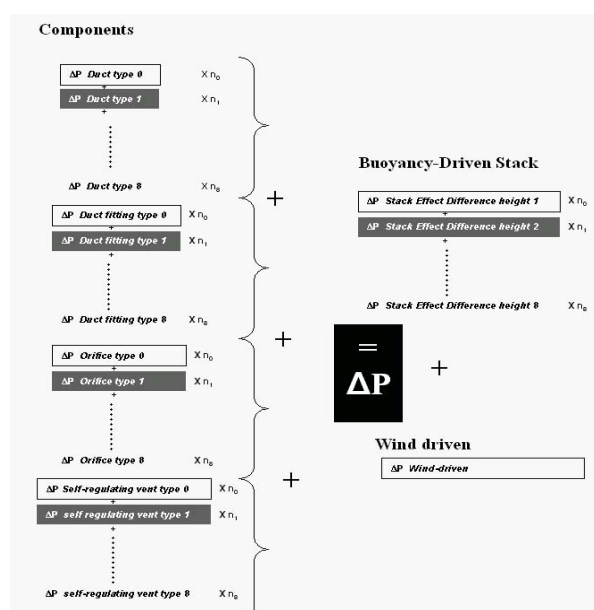 Components
ΔP Duct type 0 X n0
+
ΔP Duct type 1 X n1
+
ΔP Duct type 8 X n8
ΔP Duct fitting type 0 X n0
+
ΔP Duct fitting type 1 X n1
+
ΔP Duct fitting type 8 X n8
ΔP Orifice type 0 X n0
+
ΔP Orifice type 1 X n1
+
ΔP Orifice type 8 X n8
ΔP Self-regulating vent type 0 X n0
+
ΔP self regulating vent type 1 X n1
+
ΔP self-regulating vent type 8 X n8
+
+
+
Buoyancy-Driven Stack
ΔP Stack Effect Difference height 1 X n0
+
ΔP Stack Effect Difference height 2 X n1
+
ΔP Stack Effect Difference height 8 X n8
=
ΔP
+
Wind driven
ΔP Wind-driven